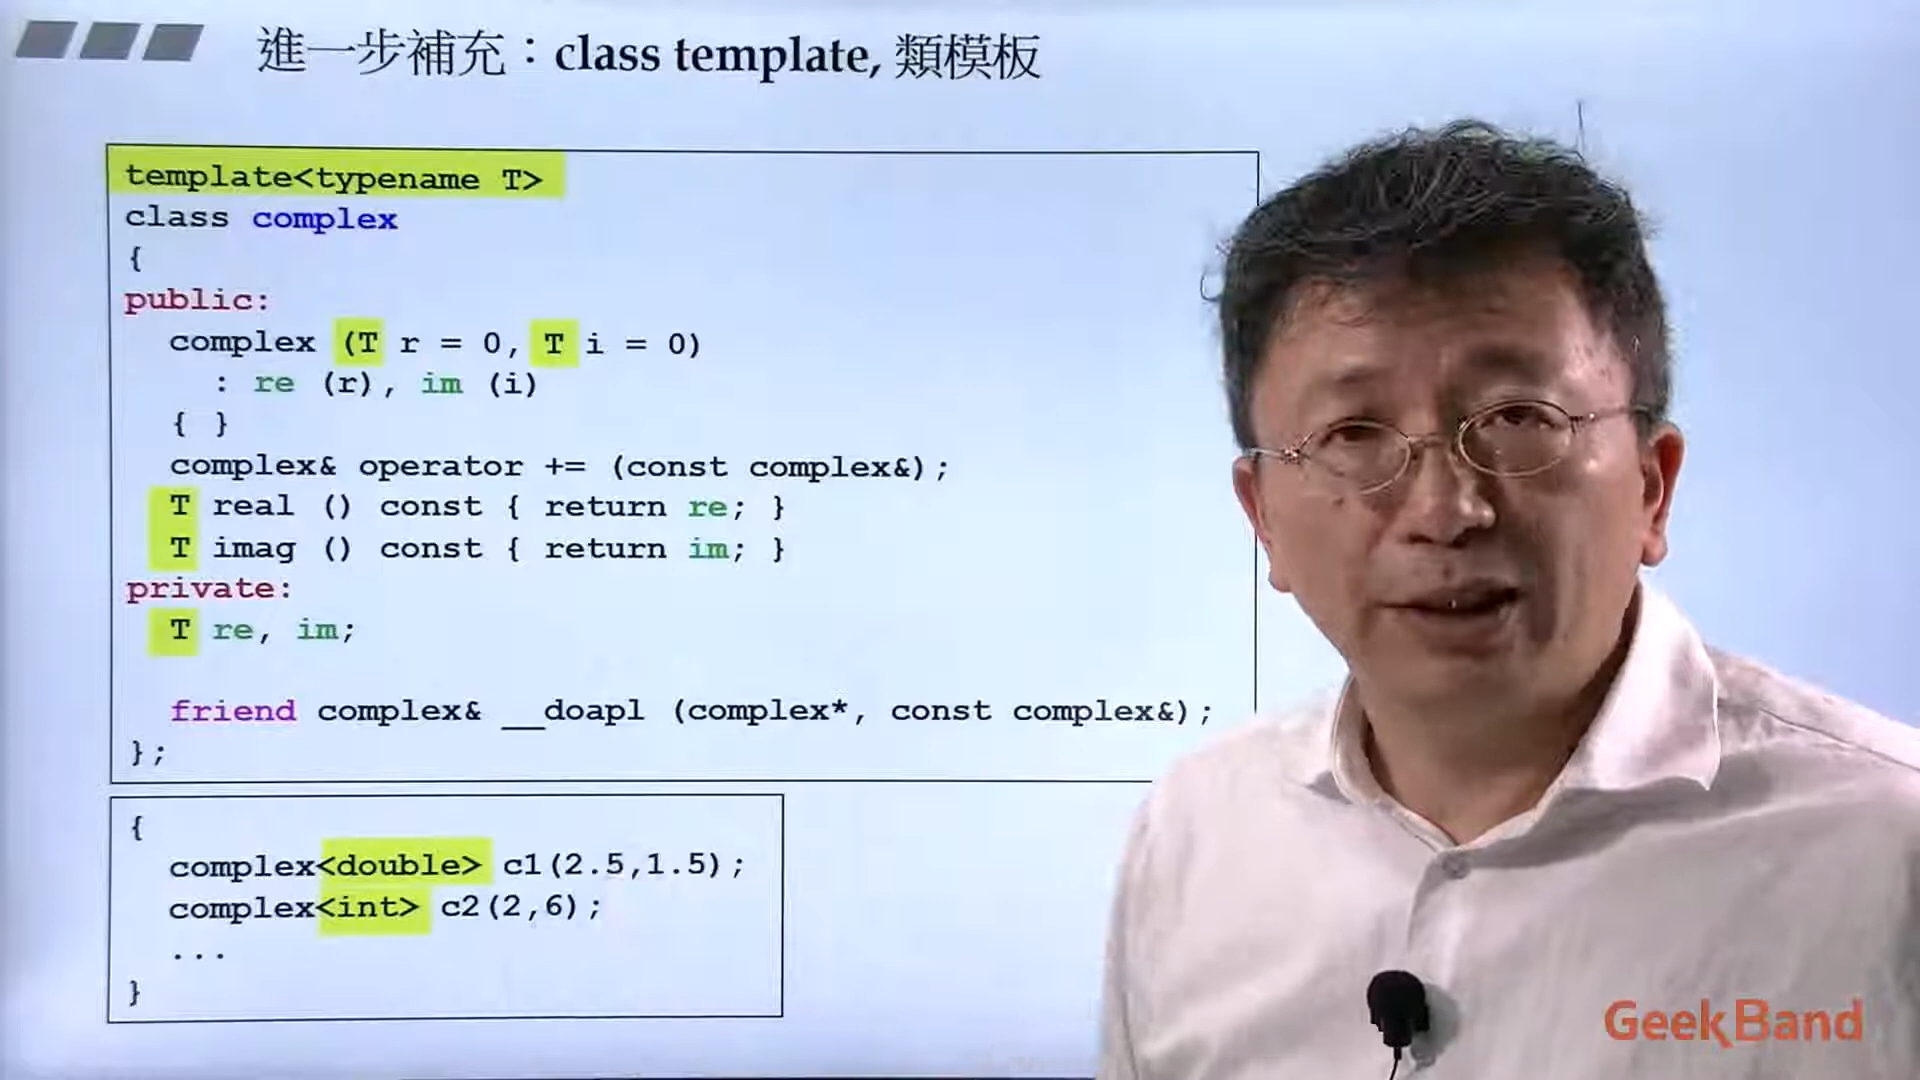 進一步補充：class template, 類模板
template<typename T>
class complex
{
public:
complex (T r = 0, T i = 0)
: re (r), im (i)
{ }
complex& operator += (const complex&);
T real () const { return re; }
T imag () const { return im; }
private:
T re, im;
friend complex& __doapl (complex*, const complex&);
};
{
complex<double> c1(2.5,1.5);
complex<int> c2(2,6);
...
}
GeekBand